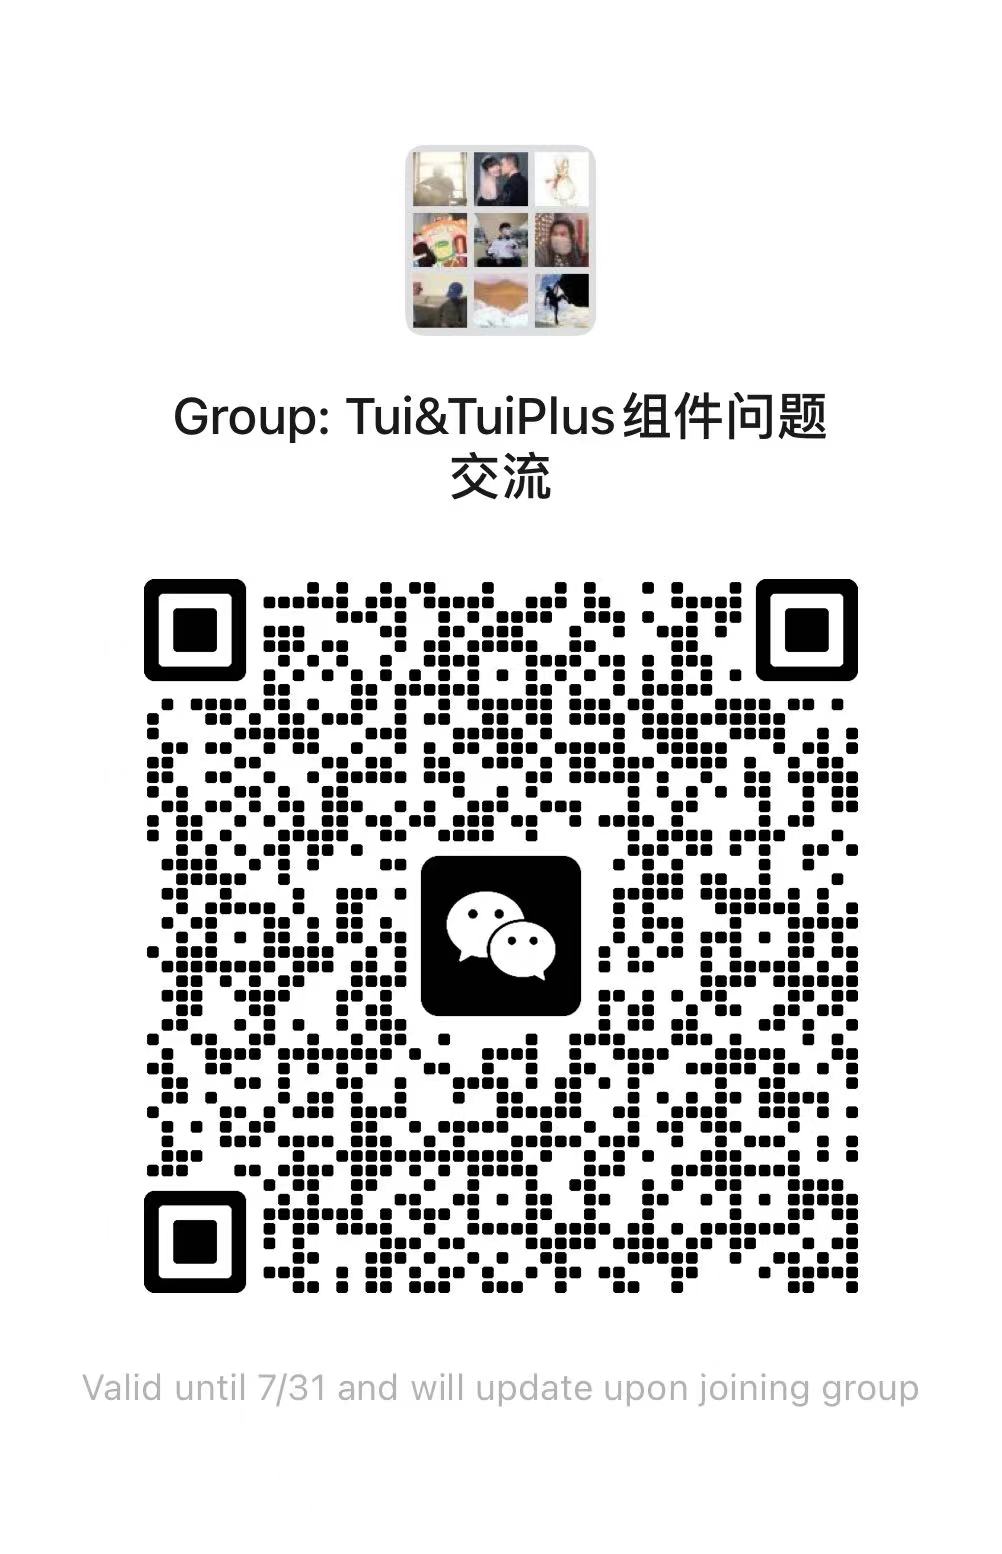 Group: Tui&TuiPlus组件问题
交流
Valid until 7/31 and will update upon joining group